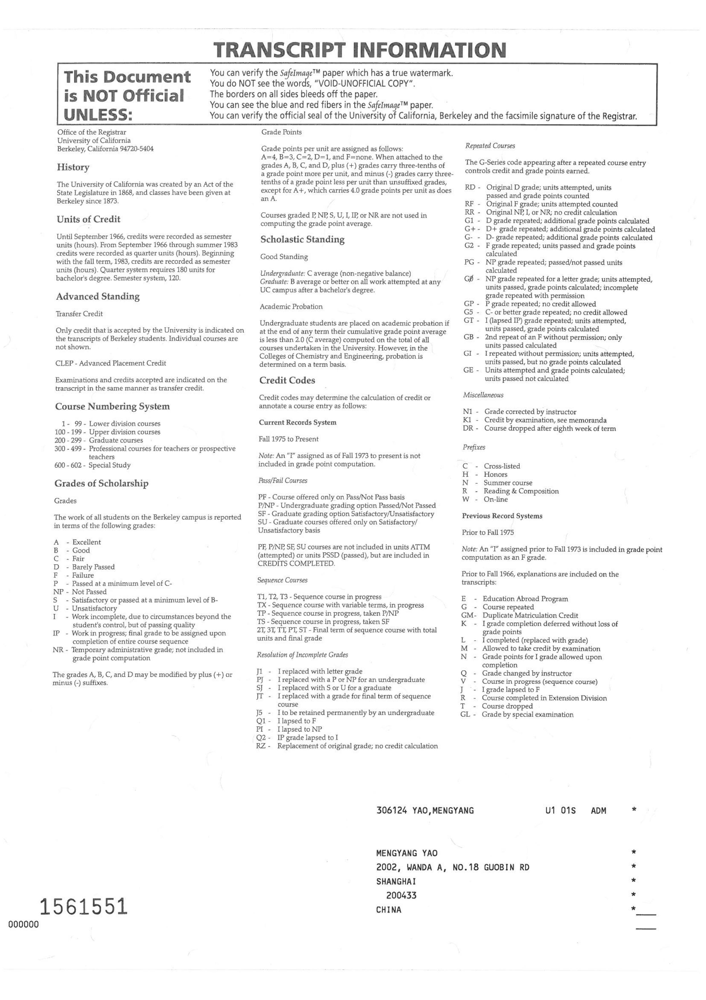 TRANSCRIPT INFORMATION
This Document
is NOT Official
UNLESS:
You can verify the SafeImage™ paper which has a true watermark.
You do NOT see the words, “VOID-UNOFFICIAL COPY”.
The borders on all sides bleeds off the paper.
You can see the blue and red fibers in the SafeImage™ paper.
You can verify the official seal of the University of California, Berkeley and the facsimile signature of the Registrar.
Office of the Registrar
University of California
Berkeley, California 94720-5404
History
The University of California was created by an Act of the
State Legislature in 1868, and classes have been given at
Berkeley since 1873.
Units of Credit
Until September 1966, credits were recorded as semester
units (hours). From September 1966 through summer 1983
credits were recorded as quarter units (hours). Beginning
with the fall term, 1983, credits are recorded as semester
units (hours). Quarter system requires 180 units for
bachelor's degree. Semester system, 120.
Advanced Standing
Transfer Credit
Only credit that is accepted by the University is indicated on
the transcripts of Berkeley students. Individual courses are
not shown.
CLEP - Advanced Placement Credit
Examinations and credits accepted are indicated on the
transcript in the same manner as transfer credit.
Course Numbering System
1 - 99 - Lower division courses
100 - 199 - Upper division courses
200 - 299 - Graduate courses
300 - 499 - Professional courses for teachers or prospective
teachers
600 - 602 - Special Study
Grades of Scholarship
Grades
The work of all students on the Berkeley campus is reported
in terms of the following grades:
A - Excellent
B - Good
C - Fair
D - Barely Passed
F - Failure
P - Passed at a minimum level of C-
NP - Not Passed
S - Satisfactory or passed at a minimum level of B-
U - Unsatisfactory
I - Work incomplete, due to circumstances beyond the
student's control, but of passing quality
IP - Work in progress; final grade to be assigned upon
completion of entire course sequence
NR - Temporary administrative grade; not included in
grade point computation
The grades A, B, C, and D may be modified by plus (+) or
minus (-) suffixes.
Grade Points
Grade points per unit are assigned as follows:
A=4, B=3, C=2, D=1, and F=none. When attached to the
grades A, B, C, and D, plus (+) grades carry three-tenths of
a grade point more per unit, and minus (-) grades carry three-
tenths of a grade point less per unit than unsuffixed grades,
except for A+, which carries 4.0 grade points per unit as does
an A.
Courses graded P, NP, S, U, I, IP, or NR are not used in
computing the grade point average.
Scholastic Standing
Good Standing
Undergraduate: C average (non-negative balance)
Graduate: B average or better on all work attempted at any
UC campus after a bachelor's degree.
Academic Probation
Undergraduate students are placed on academic probation if
at the end of any term their cumulative grade point average
is less than 2.0 (C average) computed on the total of all
courses undertaken in the University. However, in the
Colleges of Chemistry and Engineering, probation is
determined on a term basis.
Credit Codes
Credit codes may determine the calculation of credit or
annotate a course entry as follows:
Current Records System
Fall 1975 to Present
Note: An “I” assigned as of Fall 1973 to present is not
included in grade point computation.
Pass/Fail Courses
PF - Course offered only on Pass/Not Pass basis
P/NP - Undergraduate grading option Passed/Not Passed
SF - Graduate grading option Satisfactory/Unsatisfactory
SU - Graduate courses offered only on Satisfactory/
Unsatisfactory basis
PF, P/NP, SF, SU courses are not included in units ATTM
(attempted) or units PSSD (passed), but are included in
CREDITS COMPLETED.
Sequence Courses
T1, T2, T3 - Sequence course in progress
TX - Sequence course with variable terms, in progress
TP - Sequence course in progress, taken P/NP
TS - Sequence course in progress, taken SF
2T, 3T, TT, PT, ST - Final term of sequence course with total
units and final grade
Resolution of Incomplete Grades
J1 - I replaced with letter grade
PJ - I replaced with a P or NP for an undergraduate
SJ - I replaced with S or U for a graduate
JT - I replaced with a grade for final term of sequence
course
J5 - I to be retained permanently by an undergraduate
Q1 - I lapsed to F
PI - I lapsed to NP
Q2 - IP grade lapsed to I
RZ - Replacement of original grade; no credit calculation
Repeated Courses
The G-Series code appearing after a repeated course entry
controls credit and grade points earned.
RD - Original D grade; units attempted, units
passed and grade points counted
RF - Original F grade; units attempted counted
RR - Original NP, I, or NR; no credit calculation
G1 - D grade repeated; additional grade points calculated
G+ - D+ grade repeated; additional grade points calculated
G- - D- grade repeated; additional grade points calculated
G2 - F grade repeated; units passed and grade points
calculated
PG - NP grade repeated; passed/not passed units
calculated
GØ - NP grade repeated for a letter grade; units attempted,
units passed, grade points calculated; incomplete
grade repeated with permission
GP - P grade repeated; no credit allowed
G5 - C- or better grade repeated; no credit allowed
GT - I (lapsed IP) grade repeated; units attempted,
units passed, grade points calculated
GB - 2nd repeat of an F without permission; only
units passed calculated
GI - I repeated without permission; units attempted,
units passed, but no grade points calculated
GE - Units attempted and grade points calculated;
units passed not calculated
Miscellaneous
N1 - Grade corrected by instructor
K1 - Credit by examination, see memoranda
DR - Course dropped after eighth week of term
Prefixes
C - Cross-listed
H - Honors
N - Summer course
R - Reading & Composition
W - On-line
Previous Record Systems
Prior to Fall 1975
Note: An “I” assigned prior to Fall 1973 is included in grade point
computation as an F grade.
Prior to Fall 1966, explanations are included on the
transcripts:
E - Education Abroad Program
G - Course repeated
GM- Duplicate Matriculation Credit
K - I grade completion deferred without loss of
grade points
L - I completed (replaced with grade)
M - Allowed to take credit by examination
N - Grade points for I grade allowed upon
completion
Q - Grade changed by instructor
V - Course in progress (sequence course)
J - I grade lapsed to F
R - Course completed in Extension Division
T - Course dropped
GL - Grade by special examination
306124 YAO,MENGYANG U1 01S ADM *
MENGYANG YAO *
2002, WANDA A, NO.18 GUOBIN RD *
SHANGHAI *
200433 *
CHINA *
1561551
000000